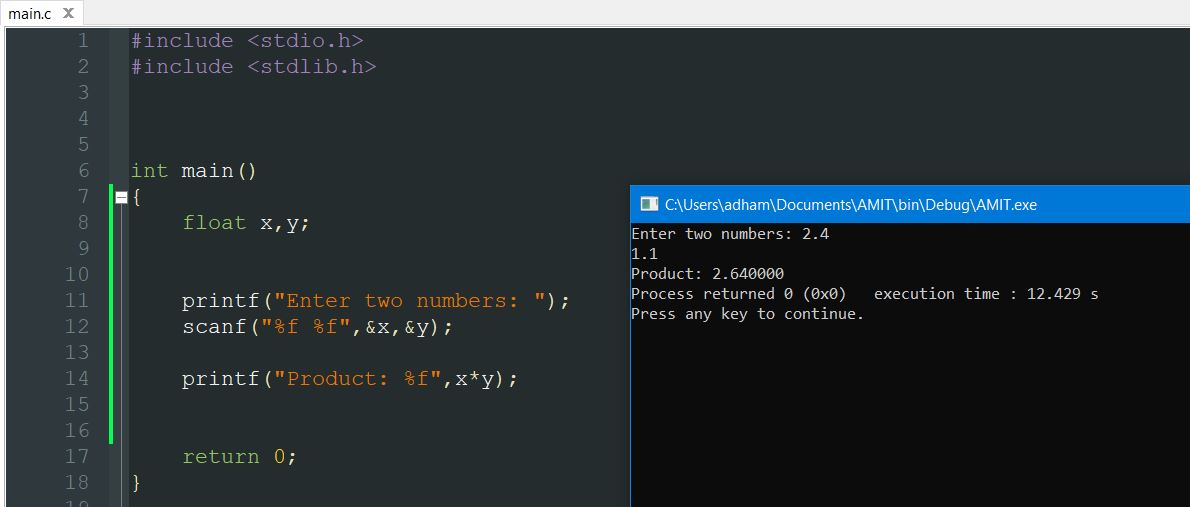 main.c X
1 #include <stdio.h>
2 #include <stdlib.h>
3
4
5
6 int main()
7 {
8 float x,y;
9
10
11 printf("Enter two numbers: ");
12 scanf("%f %f",&x,&y);
13
14 printf("Product: %f",x*y);
15
16
17 return 0;
18 }
C:\Users\adham\Documents\AMIT\bin\Debug\AMIT.exe
Enter two numbers: 2.4
1.1
Product: 2.640000
Process returned 0 (0x0)   execution time : 12.429 s
Press any key to continue.